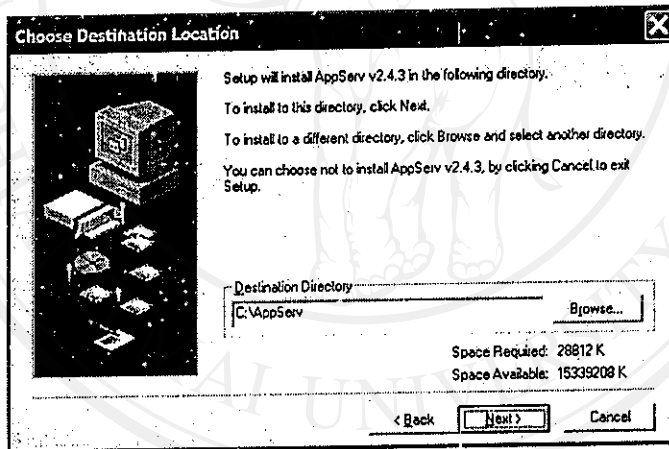 Choose Destination Location
Setup will install AppServ v2.4.3 in the following directory.
To install to this directory, click Next.
To install to a different directory, click Browse and select another directory.
You can choose not to install AppServ v2.4.3, by clicking Cancel to exit
Setup.
Destination Directory
C:\AppServ
Browse...
Space Required: 28812 K
Space Available: 15339208 K
< Back
Next >
Cancel
AI UNIVERSITY